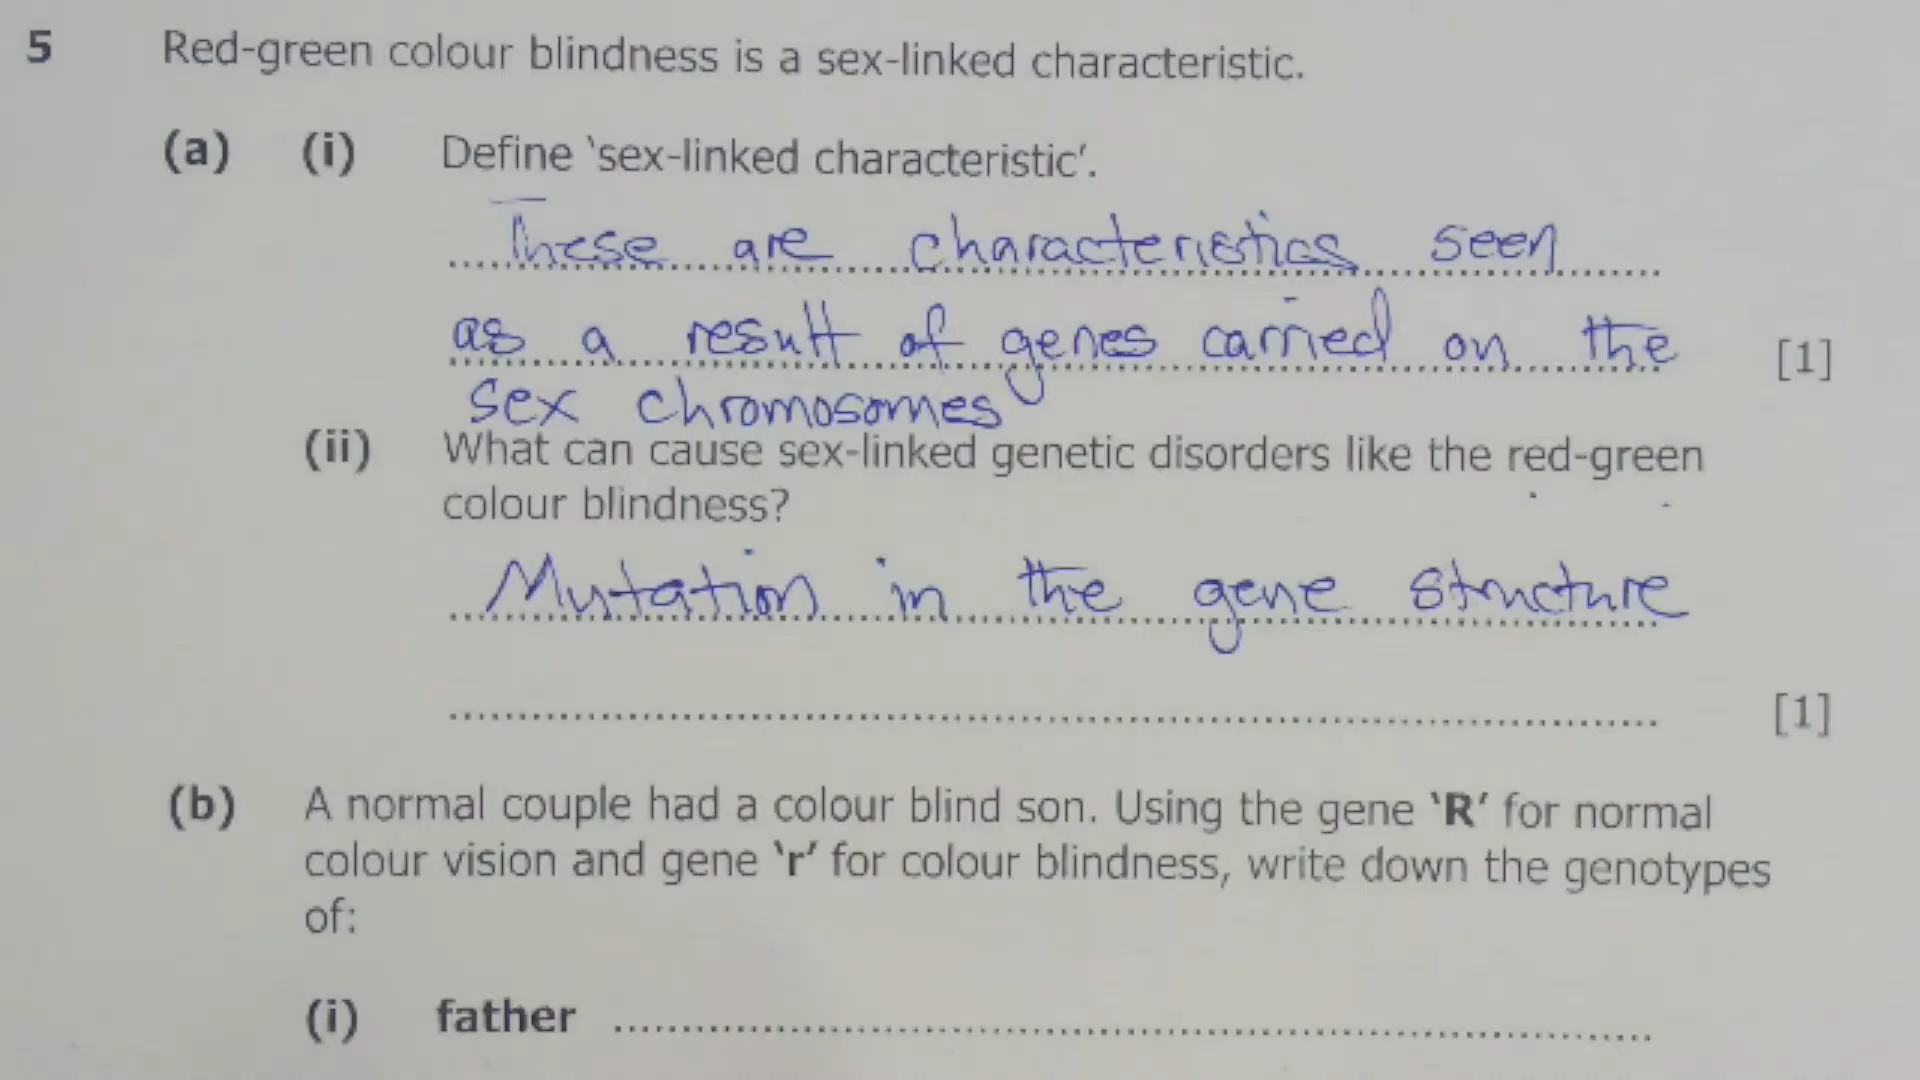 5 Red-green colour blindness is a sex-linked characteristic.
(a) (i) Define ‘sex-linked characteristic’.
These are characteristics seen
as a result of genes carried on the [1]
sex chromosomes
(ii) What can cause sex-linked genetic disorders like the red-green
colour blindness?
Mutation in the gene structure
[1]
(b) A normal couple had a colour blind son. Using the gene ‘R’ for normal
colour vision and gene ‘r’ for colour blindness, write down the genotypes
of:
(i) father